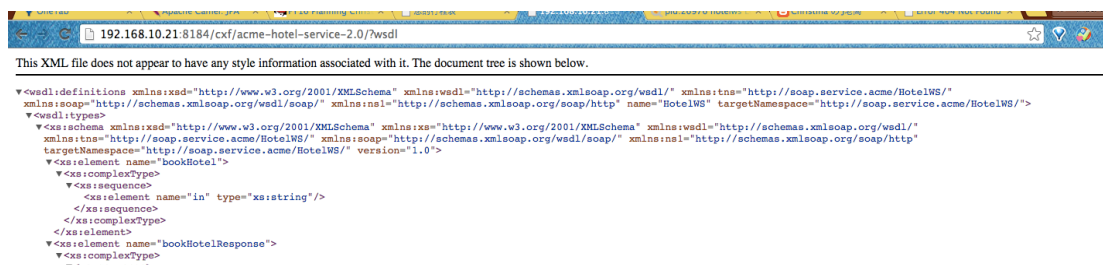 OneTab
Apache Camel: JPA
192.168.10.21:8184/cxf/acme-hotel-service-2.0/?wsdl
This XML file does not appear to have any style information associated with it. The document tree is shown below.
▼<wsdl:definitions xmlns:xsd="http://www.w3.org/2001/XMLSchema" xmlns:wsdl="http://schemas.xmlsoap.org/wsdl/" xmlns:tns="http://soap.service.acme/HotelWS/"
xmlns:soap="http://schemas.xmlsoap.org/wsdl/soap/" xmlns:ns1="http://schemas.xmlsoap.org/soap/http" name="HotelWS" targetNamespace="http://soap.service.acme/HotelWS/">
▼<wsdl:types>
▼<xs:schema xmlns:xs="http://www.w3.org/2001/XMLSchema" xmlns:xsd="http://www.w3.org/2001/XMLSchema" xmlns:wsdl="http://schemas.xmlsoap.org/wsdl/"
xmlns:tns="http://soap.service.acme/HotelWS/" xmlns:soap="http://schemas.xmlsoap.org/wsdl/soap/" xmlns:ns1="http://schemas.xmlsoap.org/soap/http"
targetNamespace="http://soap.service.acme/HotelWS/" version="1.0">
▼<xs:element name="bookHotel">
▼<xs:complexType>
▼<xs:sequence>
<xs:element name="in" type="xs:string"/>
</xs:sequence>
</xs:complexType>
</xs:element>
▼<xs:element name="bookHotelResponse">
▼<xs:complexType>